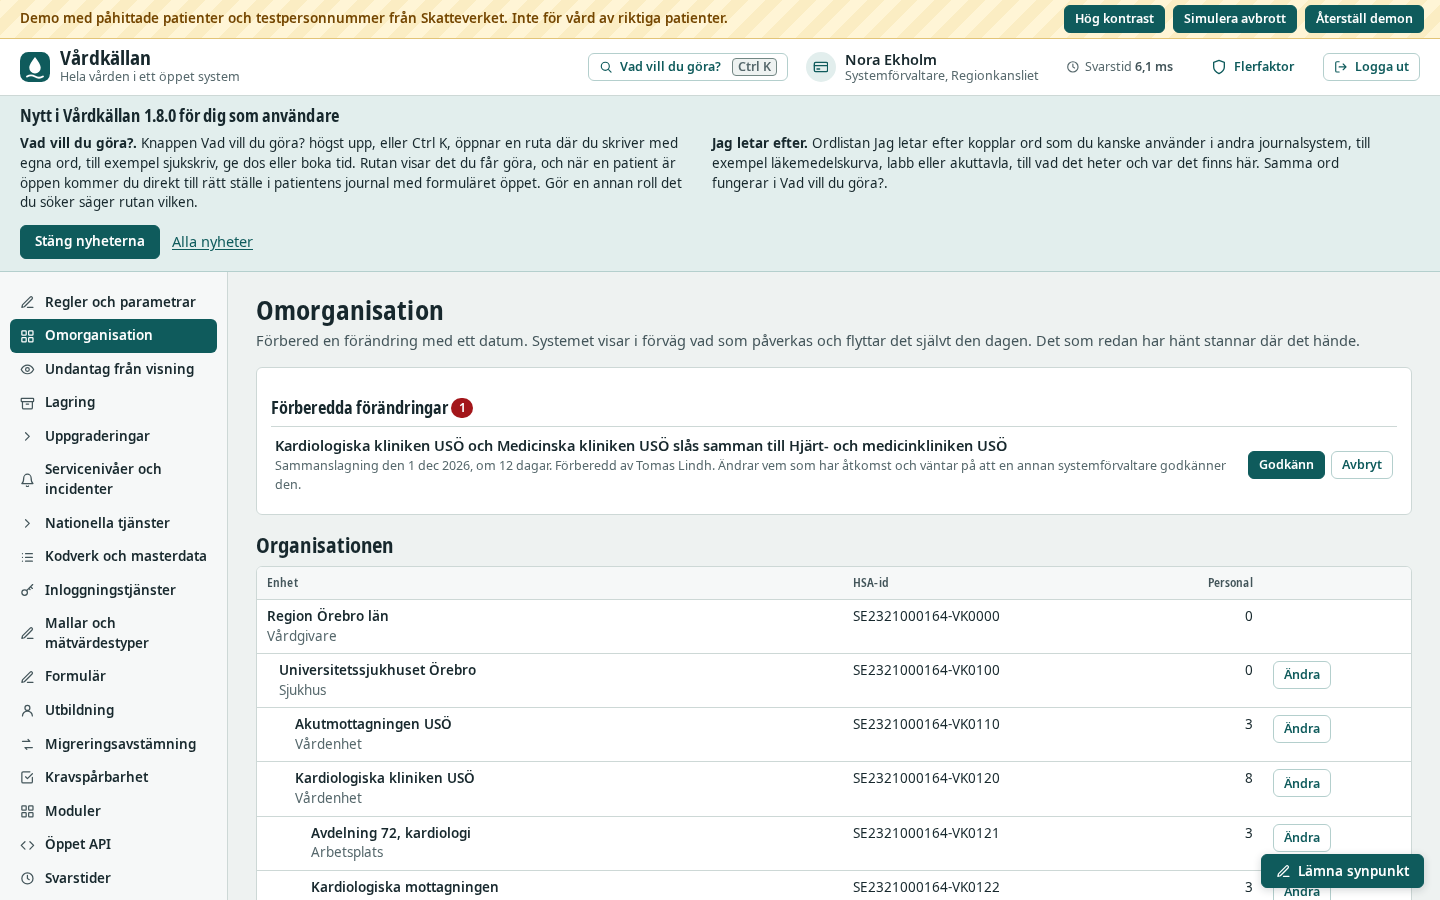 Demo med påhittade patienter och testpersonnummer från Skatteverket. Inte för vård av riktiga patienter.
Hög kontrast
Simulera avbrott
Återställ demon
Vårdkällan
Hela vården i ett öppet system
Vad vill du göra? Ctrl K
Nora Ekholm
Systemförvaltare, Regionkansliet
Svarstid 6,1 ms
Flerfaktor
Logga ut
Nytt i Vårdkällan 1.8.0 för dig som användare
Vad vill du göra?. Knappen Vad vill du göra? högst upp, eller Ctrl K, öppnar en ruta där du skriver med
egna ord, till exempel sjukskriv, ge dos eller boka tid. Rutan visar det du får göra, och när en patient är
öppen kommer du direkt till rätt ställe i patientens journal med formuläret öppet. Gör en annan roll det
du söker säger rutan vilken.
Jag letar efter. Ordlistan Jag letar efter kopplar ord som du kanske använder i andra journalsystem, till
exempel läkemedelskurva, labb eller akuttavla, till vad det heter och var det finns här. Samma ord
fungerar i Vad vill du göra?.
Stäng nyheterna
Alla nyheter
Regler och parametrar
Omorganisation
Undantag från visning
Lagring
Uppgraderingar
Servicenivåer och
incidenter
Nationella tjänster
Kodverk och masterdata
Inloggningstjänster
Mallar och
mätvärdestyper
Formulär
Utbildning
Migreringsavstämning
Kravspårbarhet
Moduler
Öppet API
Svarstider
Omorganisation
Förbered en förändring med ett datum. Systemet visar i förväg vad som påverkas och flyttar det självt den dagen. Det som redan har hänt stannar där det hände.
Förberedda förändringar 1
Kardiologiska kliniken USÖ och Medicinska kliniken USÖ slås samman till Hjärt- och medicinkliniken USÖ
Sammanslagning den 1 dec 2026, om 12 dagar. Förberedd av Tomas Lindh. Ändrar vem som har åtkomst och väntar på att en annan systemförvaltare godkänner
den.
Godkänn
Avbryt
Organisationen
Enhet HSA-id Personal
Region Örebro län SE2321000164-VK0000 0
Vårdgivare
Universitetssjukhuset Örebro SE2321000164-VK0100 0 Ändra
Sjukhus
Akutmottagningen USÖ SE2321000164-VK0110 3 Ändra
Vårdenhet
Kardiologiska kliniken USÖ SE2321000164-VK0120 8 Ändra
Vårdenhet
Avdelning 72, kardiologi SE2321000164-VK0121 3 Ändra
Arbetsplats
Kardiologiska mottagningen SE2321000164-VK0122 3 Ändra
Lämna synpunkt